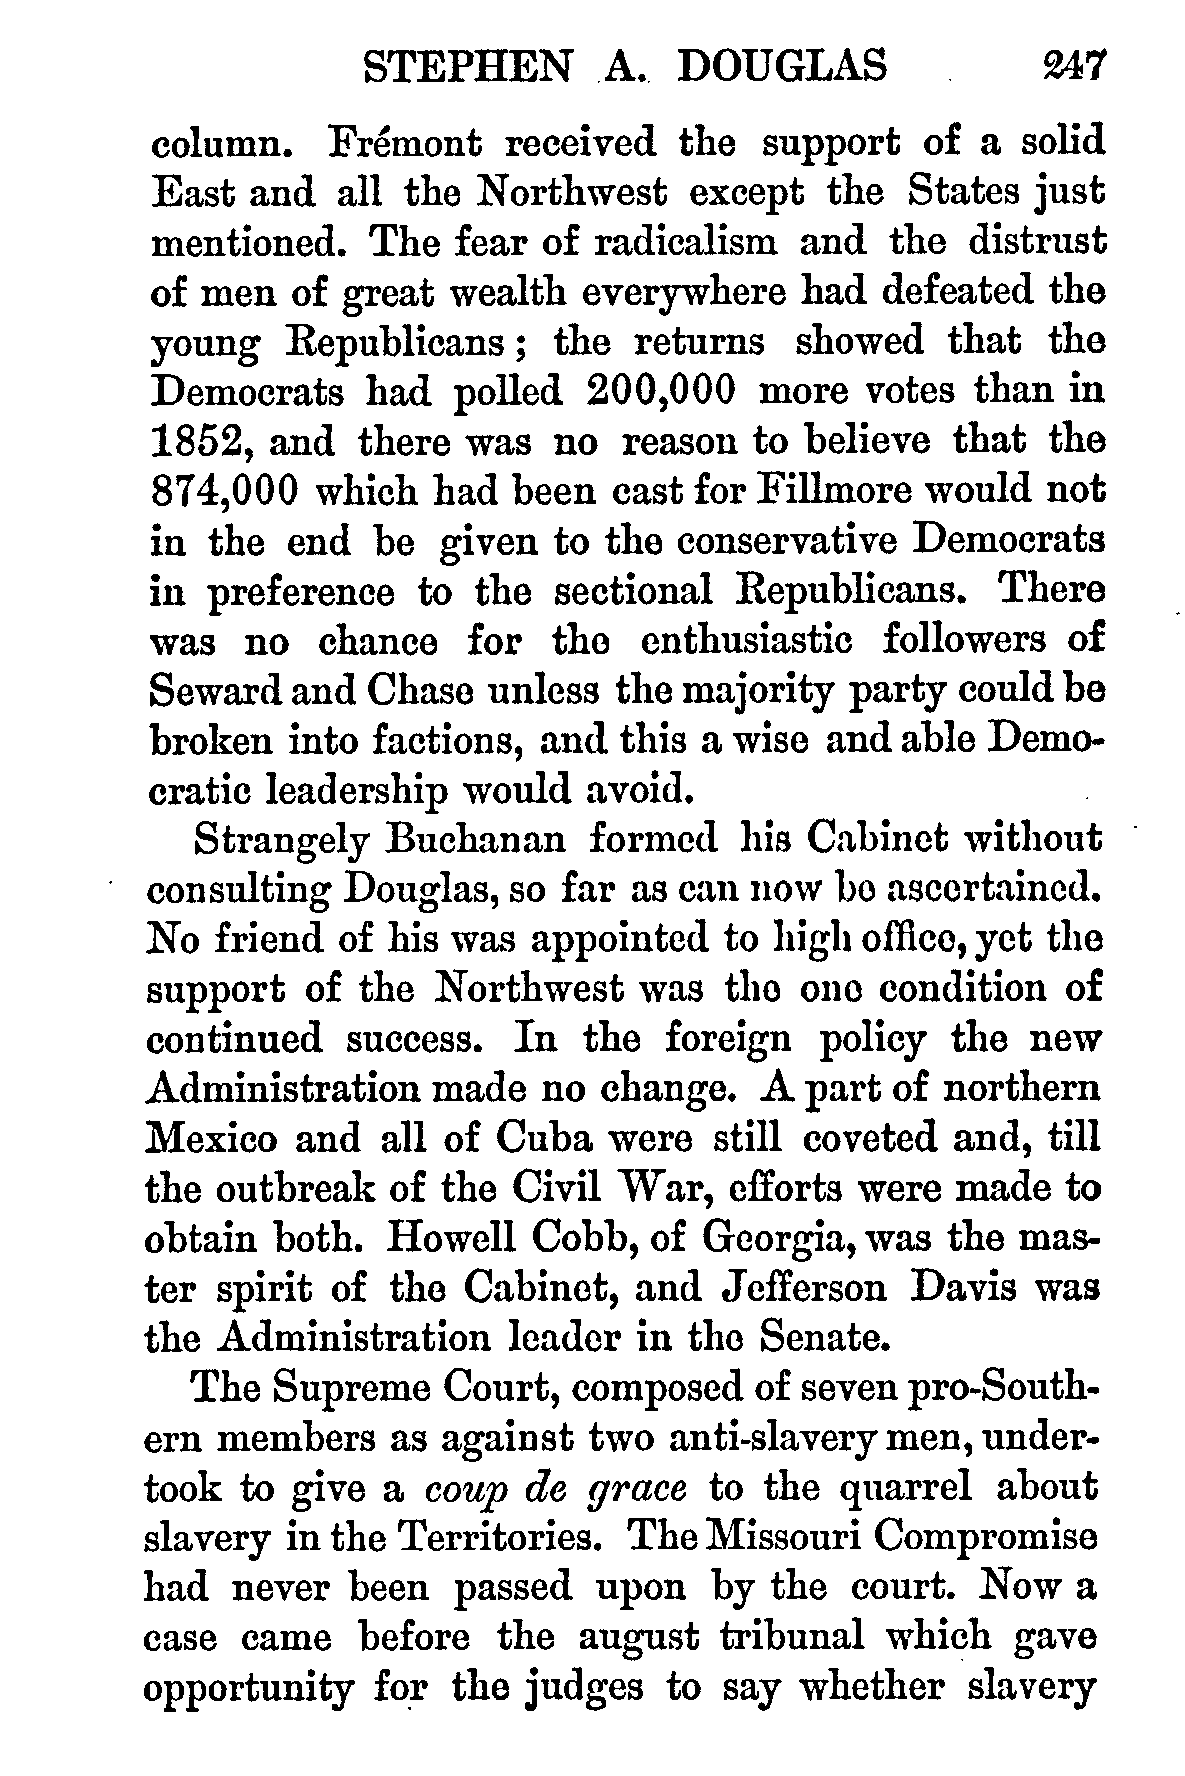 STEPHEN A. DOUGLAS 247
column. Frémont received the support of a solid
East and all the Northwest except the States just
mentioned. The fear of radicalism and the distrust
of men of great wealth everywhere had defeated the
young Republicans; the returns showed that the
Democrats had polled 200,000 more votes than in
1852, and there was no reason to believe that the
874,000 which had been cast for Fillmore would not
in the end be given to the conservative Democrats
in preference to the sectional Republicans. There
was no chance for the enthusiastic followers of
Seward and Chase unless the majority party could be
broken into factions, and this a wise and able Demo-
cratic leadership would avoid.
Strangely Buchanan formed his Cabinet without
consulting Douglas, so far as can now be ascertained.
No friend of his was appointed to high office, yet the
support of the Northwest was the one condition of
continued success. In the foreign policy the new
Administration made no change. A part of northern
Mexico and all of Cuba were still coveted and, till
the outbreak of the Civil War, efforts were made to
obtain both. Howell Cobb, of Georgia, was the mas-
ter spirit of the Cabinet, and Jefferson Davis was
the Administration leader in the Senate.
The Supreme Court, composed of seven pro-South-
ern members as against two anti-slavery men, under-
took to give a coup de grace to the quarrel about
slavery in the Territories. The Missouri Compromise
had never been passed upon by the court. Now a
case came before the august tribunal which gave
opportunity for the judges to say whether slavery